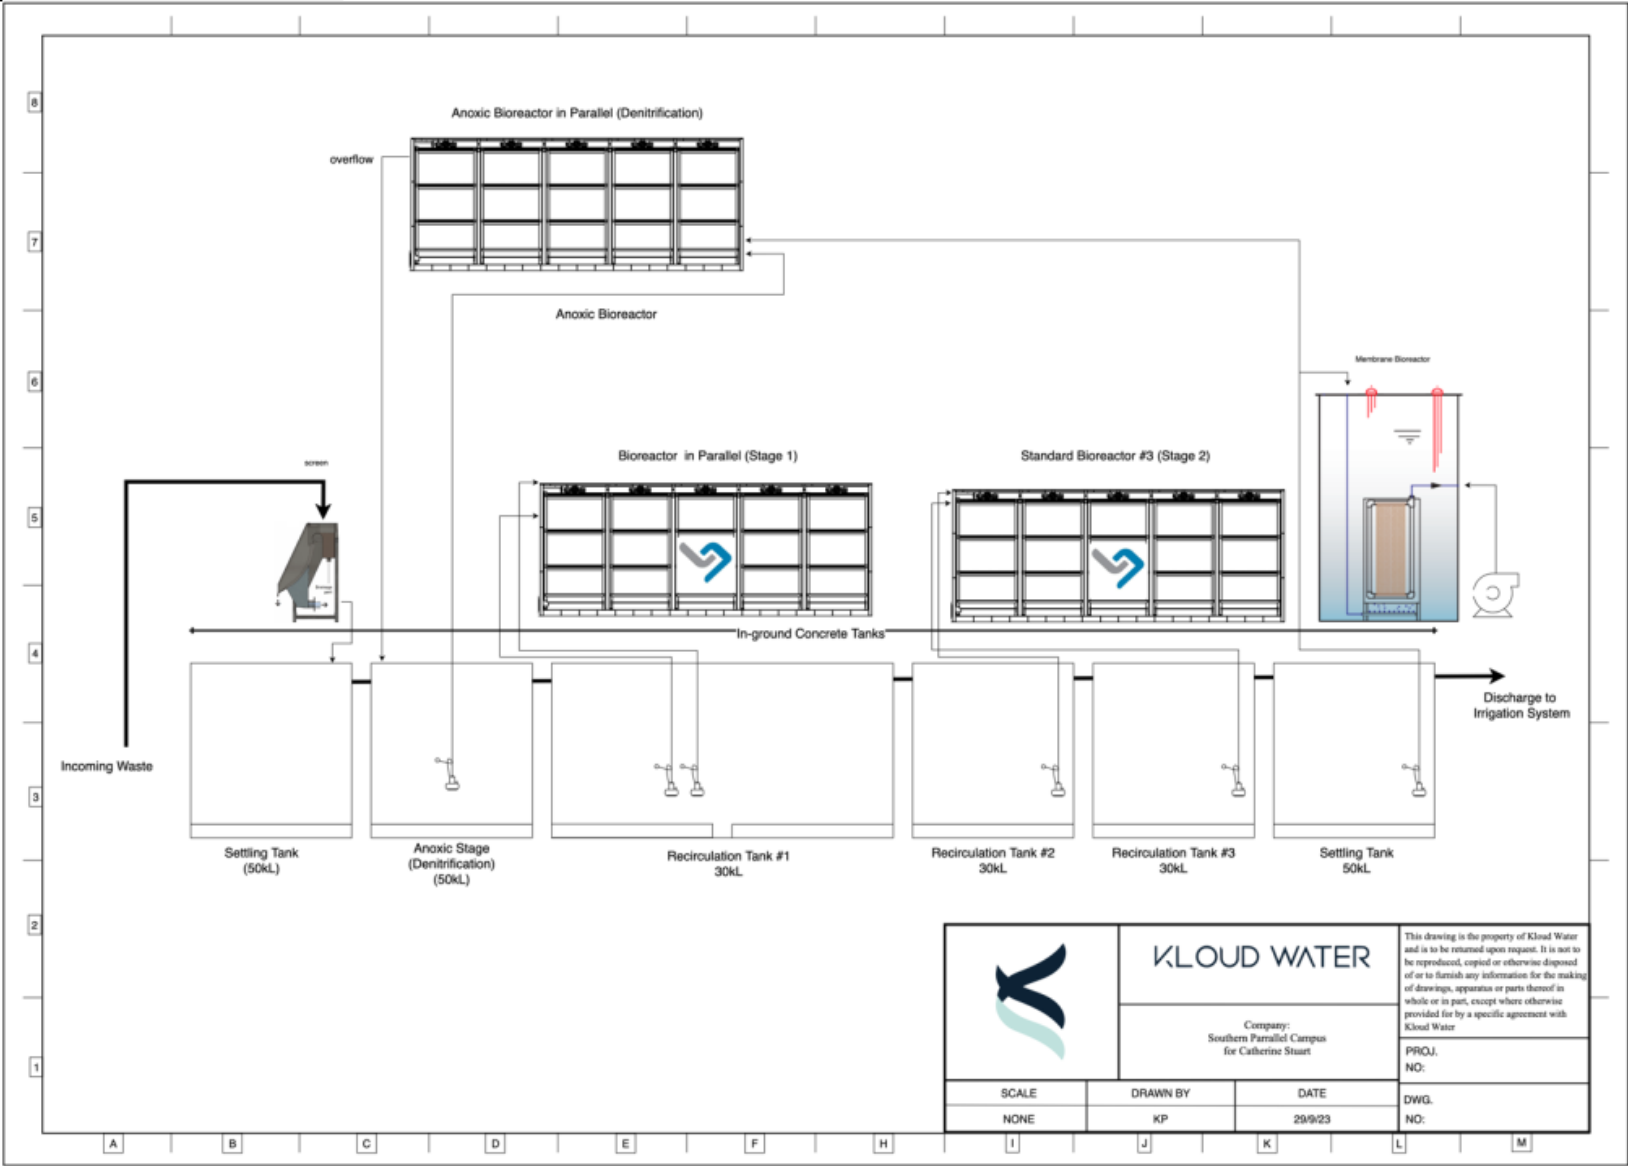 8
Anoxic Bioreactor in Parallel (Denitrification)
overflow
7
Anoxic Bioreactor
Membrane Bioreactor
6
Bioreactor in Parallel (Stage 1)
Standard Bioreactor #3 (Stage 2)
screen
5
In-ground Concrete Tanks
4
Discharge to
Irrigation System
Incoming Waste
3
Settling Tank
(50kL)
Anoxic Stage
(Denitrification)
(50kL)
Recirculation Tank #1
30kL
Recirculation Tank #2
30kL
Recirculation Tank #3
30kL
Settling Tank
50kL
2
KLOUD WATER
This drawing is the property of Kloud Water
and is to be returned upon request. It is not to
be reproduced, copied or otherwise disposed
of or to furnish any information for the making
of drawings, apparatus or parts thereof in
whole or in part, except where otherwise
provided for by a specific agreement with
Kloud Water
Company:
Southern Parrallel Campus
for Catherine Stuart
PROJ.
NO:
1
SCALE
DRAWN BY
DATE
DWG.
NO:
NONE
KP
29/9/23
A B C D E F H I J K L M